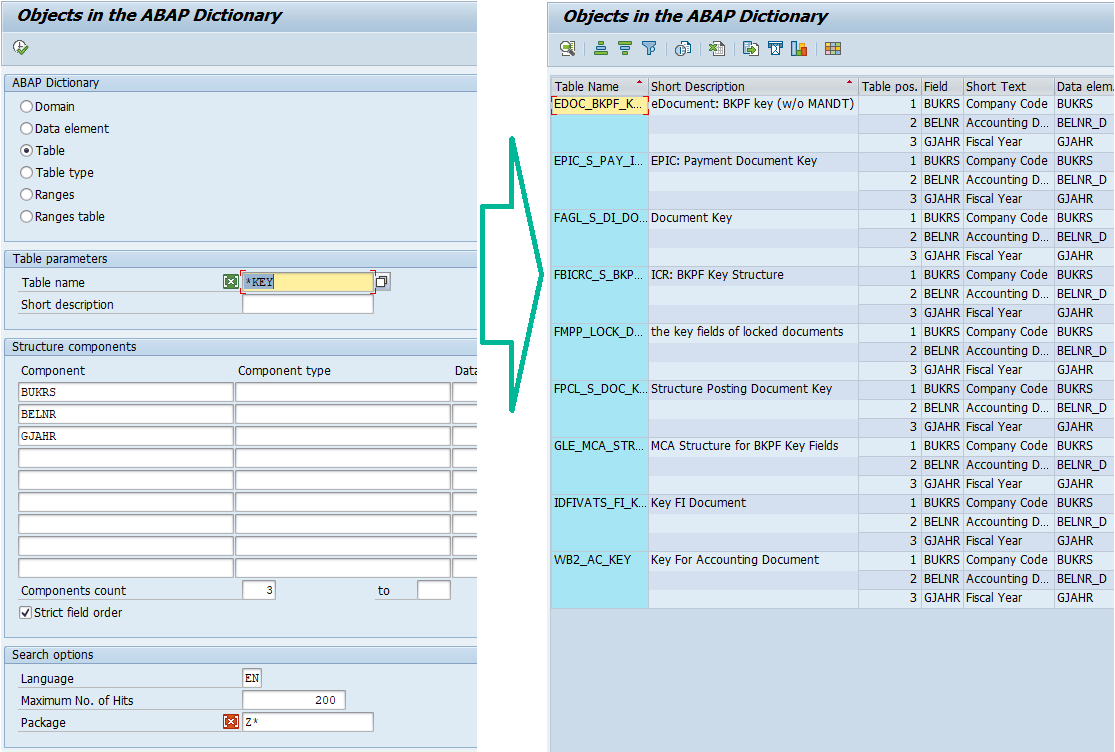 Objects in the ABAP Dictionary
ABAP Dictionary
Domain
Data element
Table
Table type
Ranges
Ranges table
Table parameters
Table name *KEY
Short description
Structure components
Component Component type Data
BUKRS
BELNR
GJAHR
Components count 3 to
Strict field order
Search options
Language EN
Maximum No. of Hits 200
Package Z*
Objects in the ABAP Dictionary
Table Name Short Description Table pos. Field Short Text Data elem.
EDOC_BKPF_K... eDocument: BKPF key (w/o MANDT) 1 BUKRS Company Code BUKRS
2 BELNR Accounting D... BELNR_D
3 GJAHR Fiscal Year GJAHR
EPIC_S_PAY_I... EPIC: Payment Document Key 1 BUKRS Company Code BUKRS
2 BELNR Accounting D... BELNR_D
3 GJAHR Fiscal Year GJAHR
FAGL_S_DI_DO... Document Key 1 BUKRS Company Code BUKRS
2 BELNR Accounting D... BELNR_D
3 GJAHR Fiscal Year GJAHR
FBICRC_S_BKP... ICR: BKPF Key Structure 1 BUKRS Company Code BUKRS
2 BELNR Accounting D... BELNR_D
3 GJAHR Fiscal Year GJAHR
FMPP_LOCK_D... the key fields of locked documents 1 BUKRS Company Code BUKRS
2 BELNR Accounting D... BELNR_D
3 GJAHR Fiscal Year GJAHR
FPCL_S_DOC_K... Structure Posting Document Key 1 BUKRS Company Code BUKRS
2 BELNR Accounting D... BELNR_D
3 GJAHR Fiscal Year GJAHR
GLE_MCA_STR... MCA Structure for BKPF Key Fields 1 BUKRS Company Code BUKRS
2 BELNR Accounting D... BELNR_D
3 GJAHR Fiscal Year GJAHR
IDFIVATS_FI_K... Key FI Document 1 BUKRS Company Code BUKRS
2 BELNR Accounting D... BELNR_D
3 GJAHR Fiscal Year GJAHR
WB2_AC_KEY Key For Accounting Document 1 BUKRS Company Code BUKRS
2 BELNR Accounting D... BELNR_D
3 GJAHR Fiscal Year GJAHR